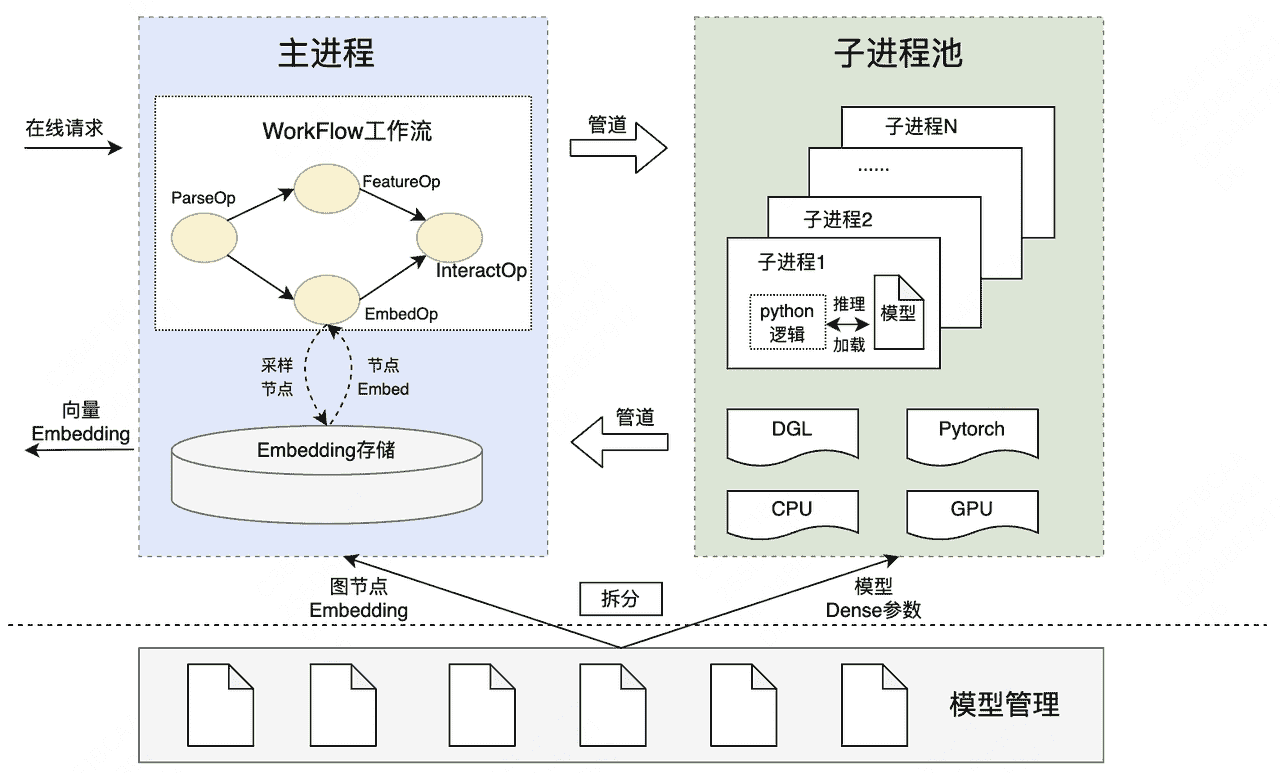 主进程
子进程池
在线请求
WorkFlow工作流
ParseOp
FeatureOp
InteractOp
EmbedOp
采样
节点
节点
Embed
Embedding存储
向量
Embedding
管道
管道
子进程N
......
子进程2
子进程1
python
逻辑
推理
加载
模型
DGL
Pytorch
CPU
GPU
图节点
Embedding
拆分
模型
Dense参数
模型管理